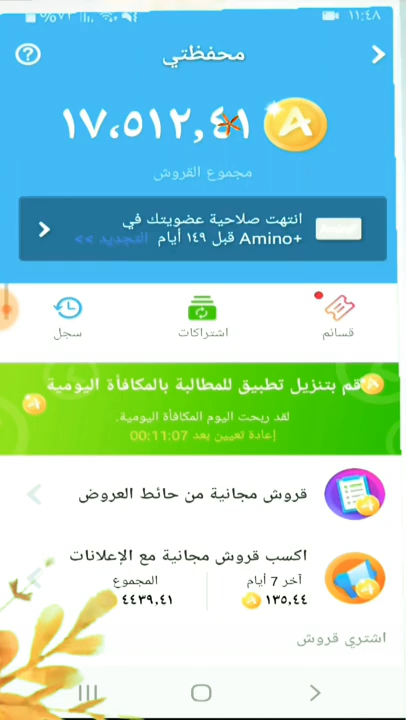 ١١:٤٨
محفظتي
١٧،٥١٢,٤١
مجموع القروش
انتهت صلاحية عضويتك في
Amino+ قبل ١٤٩ أيام التجديد >>
قسائم
اشتراكات
سجل
قم بتنزيل تطبيق للمطالبة بالمكافأة اليومية
لقد ربحت اليوم المكافأة اليومية.
إعادة تعيين بعد 00:11:07
قروش مجانية من حائط العروض
اكسب قروش مجانية مع الإعلانات
آخر 7 أيام
المجموع
١٣٥,٤٤
٤٤٣٩,٤١
اشتري قروش